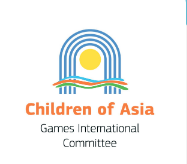 Children of Asia
Games International
Committee